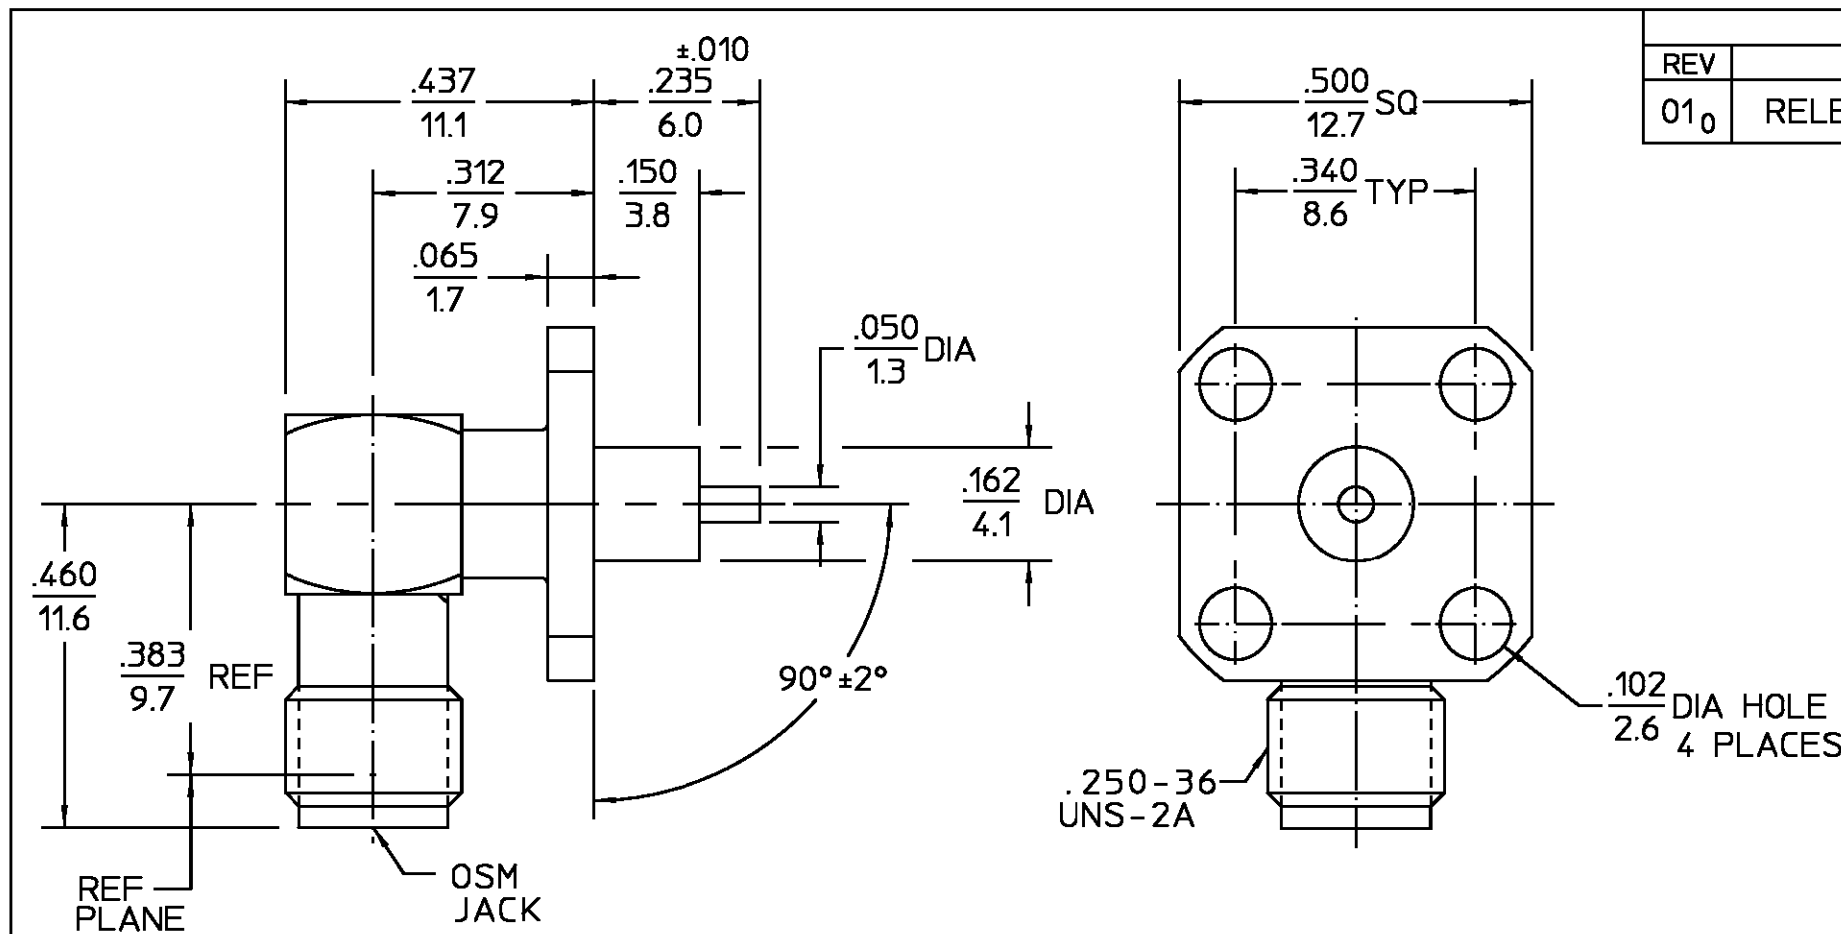 ±.010
.437
11.1
.235
6.0
.500
12.7
SQ
REV
01₀ RELE
.312
7.9
.150
3.8
.340
8.6
TYP
.065
1.7
.050
1.3
DIA
.162
4.1
DIA
.460
11.6
.383
9.7
REF
90°±2°
.102
2.6
DIA HOLE
4 PLACES
.250-36
UNS-2A
OSM
JACK
REF
PLANE